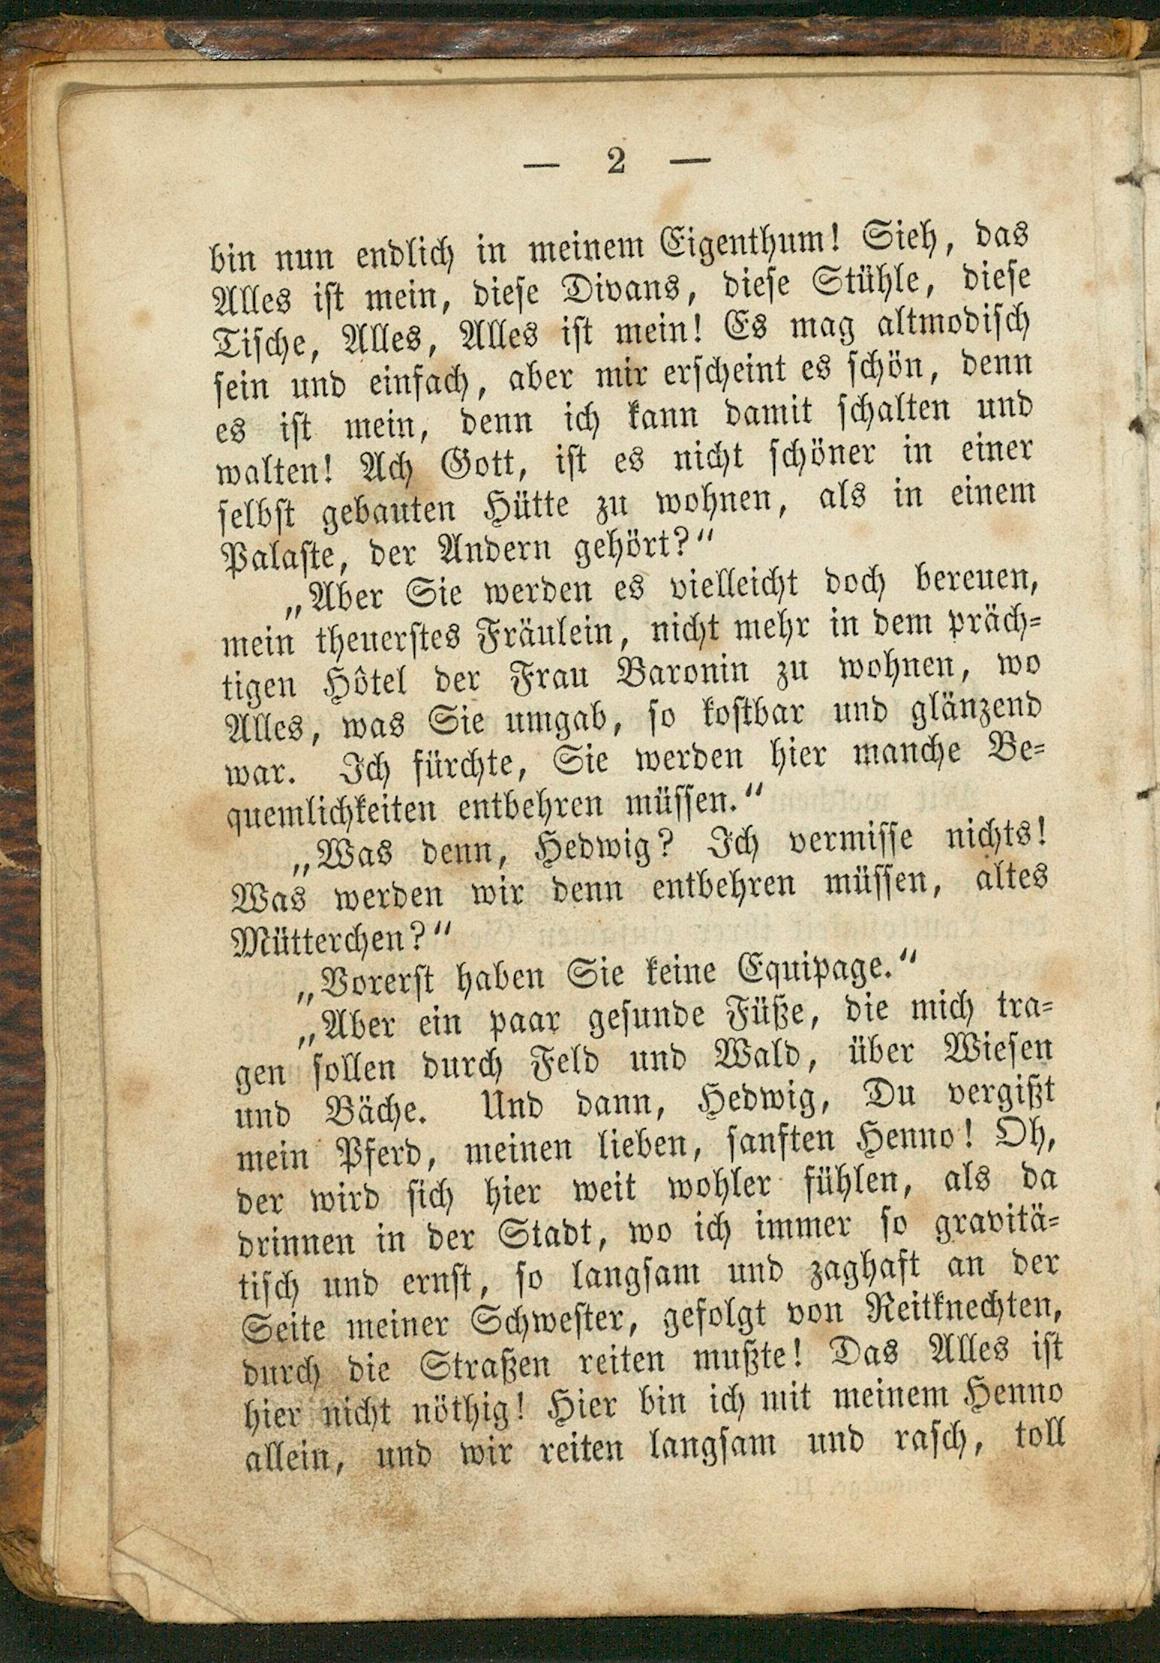 — 2 —
bin nun endlich in meinem Eigenthum! Sieh, das
Alles ist mein, diese Divans, diese Stühle, diese
Tische, Alles, Alles ist mein! Es mag altmodisch
sein und einfach, aber mir erscheint es schön, denn
es ist mein, denn ich kann damit schalten und
walten! Ach Gott, ist es nicht schöner in einer
selbst gebauten Hütte zu wohnen, als in einem
Palaste, der Andern gehört?“
„Aber Sie werden es vielleicht doch bereuen,
mein theuerstes Fräulein, nicht mehr in dem präch-
tigen Hôtel der Frau Baronin zu wohnen, wo
Alles, was Sie umgab, so kostbar und glänzend
war. Ich fürchte, Sie werden hier manche Be-
quemlichkeiten entbehren müssen.“
„Was denn, Hedwig? Ich vermisse nichts!
Was werden wir denn entbehren müssen, altes
Mütterchen?“
„Vorerst haben Sie keine Equipage.“
„Aber ein paar gesunde Füße, die mich tra-
gen sollen durch Feld und Wald, über Wiesen
und Bäche. Und dann, Hedwig, Du vergißt
mein Pferd, meinen lieben, sanften Henno! Oh,
der wird sich hier weit wohler fühlen, als da
drinnen in der Stadt, wo ich immer so gravitä-
tisch und ernst, so langsam und zaghaft an der
Seite meiner Schwester, gefolgt von Reitknechten,
durch die Straßen reiten mußte! Das Alles ist
hier nicht nöthig! Hier bin ich mit meinem Henno
allein, und wir reiten langsam und rasch, toll